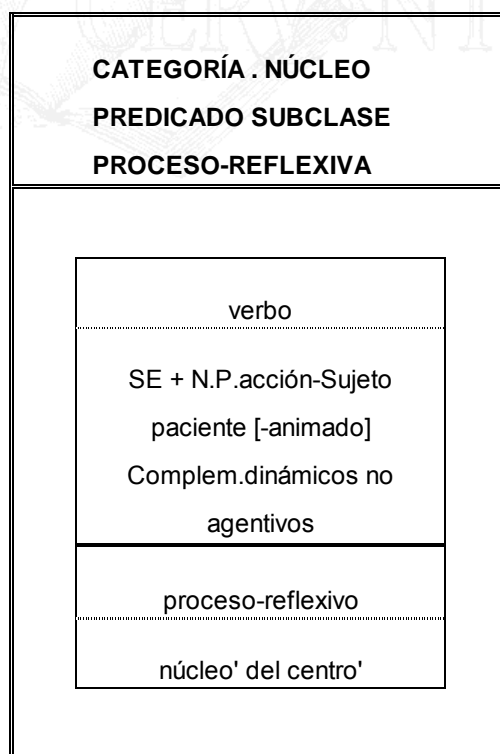 CATEGORÍA . NÚCLEO
PREDICADO SUBCLASE
PROCESO-REFLEXIVA
verbo
SE + N.P.acción-Sujeto
paciente [-animado]
Complem.dinámicos no
agentivos
proceso-reflexivo
núcleo' del centro'